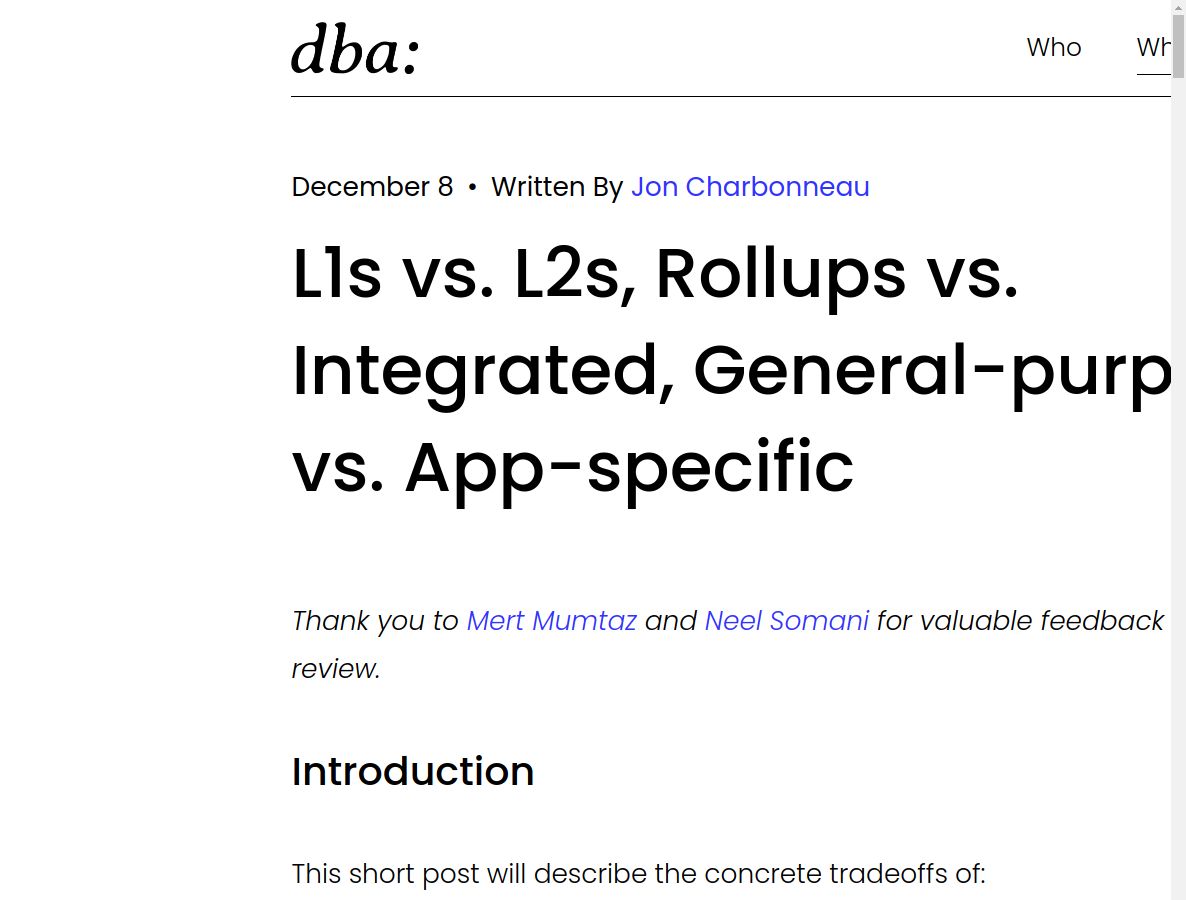 dba:
Who
December 8 • Written By Jon Charbonneau
L1s vs. L2s, Rollups vs.
Integrated, General-purp
vs. App-specific
Thank you to Mert Mumtaz and Neel Somani for valuable feedback
review.
Introduction
This short post will describe the concrete tradeoffs of: